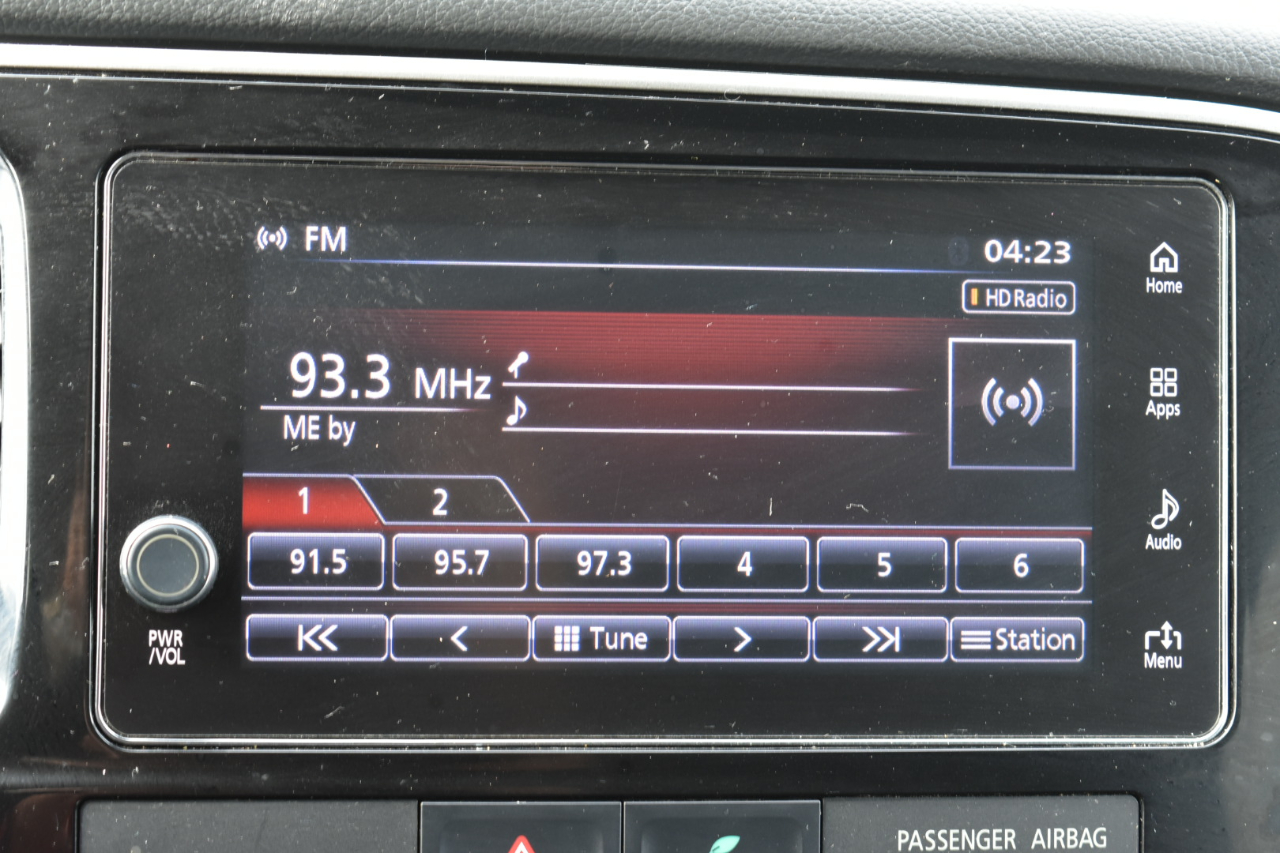 FM
04:23
HD Radio
93.3 MHz
ME by
1 2
91.5 95.7 97.3 4 5 6
Tune Station
PWR
/VOL
Home
Apps
Audio
Menu
PASSENGER AIRBAG